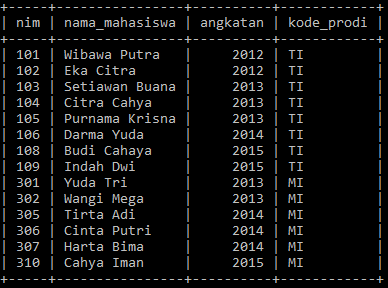 +-----+----------------+----------+------------+
| nim | nama_mahasiswa | angkatan | kode_prodi |
+-----+----------------+----------+------------+
| 101 | Wibawa Putra   |     2012 | TI         |
| 102 | Eka Citra      |     2012 | TI         |
| 103 | Setiawan Buana |     2013 | TI         |
| 104 | Citra Cahya    |     2013 | TI         |
| 105 | Purnama Krisna |     2013 | TI         |
| 106 | Darma Yuda     |     2014 | TI         |
| 108 | Budi Cahaya    |     2015 | TI         |
| 109 | Indah Dwi      |     2015 | TI         |
| 301 | Yuda Tri       |     2013 | MI         |
| 302 | Wangi Mega     |     2013 | MI         |
| 305 | Tirta Adi      |     2014 | MI         |
| 306 | Cinta Putri    |     2014 | MI         |
| 307 | Harta Bima     |     2014 | MI         |
| 310 | Cahya Iman     |     2015 | MI         |
+-----+----------------+----------+------------+